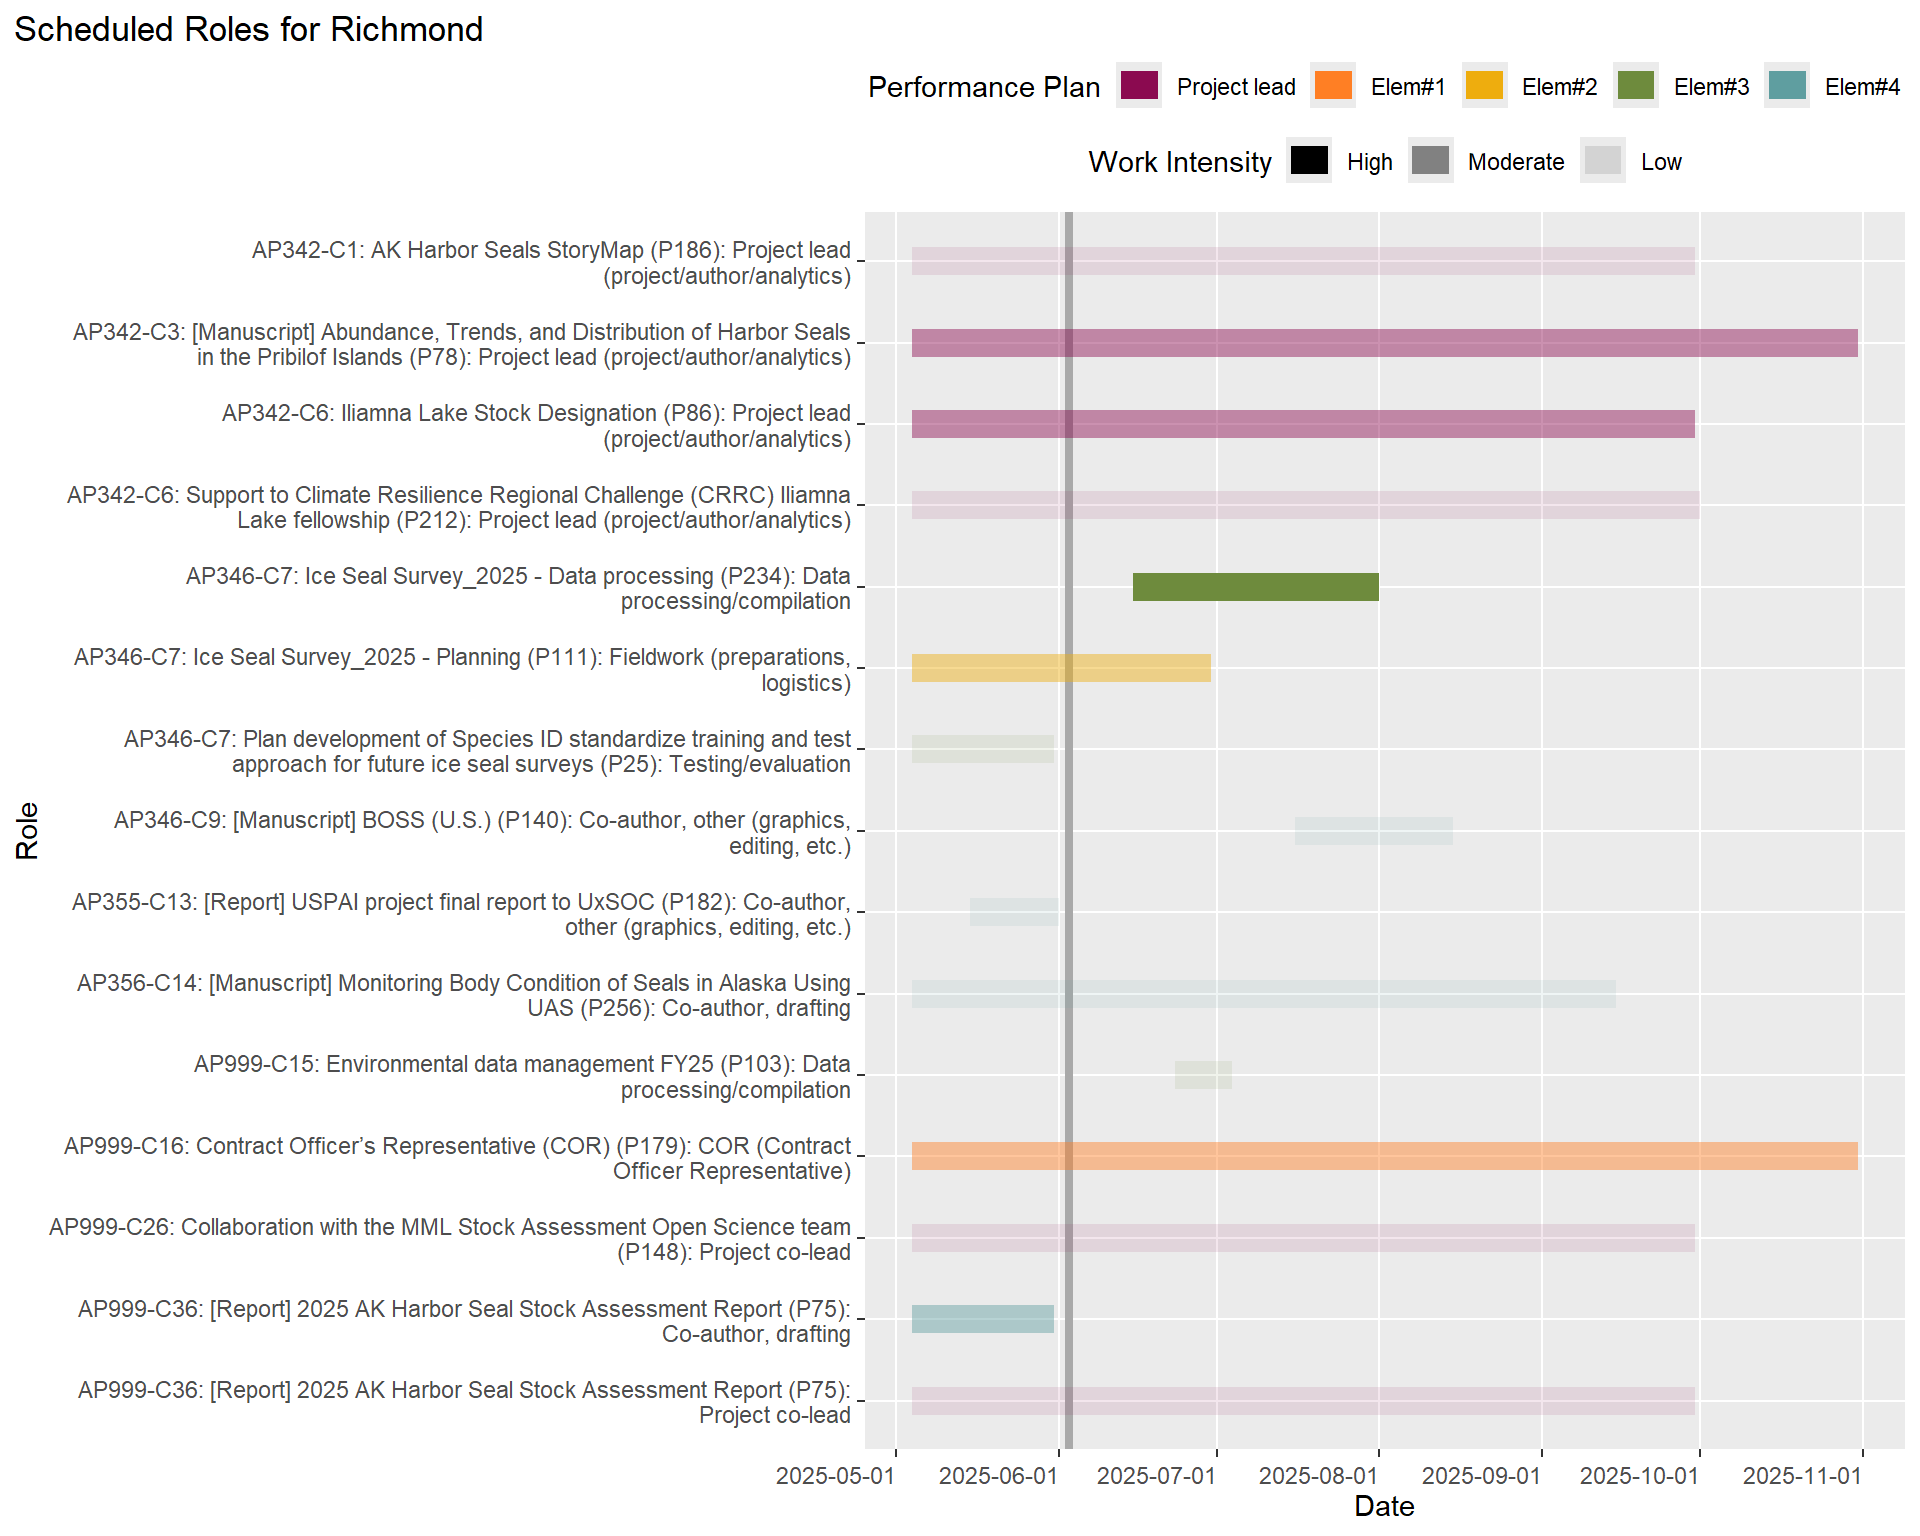 Scheduled Roles for Richmond
Performance Plan Project lead Elem#1 Elem#2 Elem#3 Elem#4
Work Intensity High Moderate Low
AP342-C1: AK Harbor Seals StoryMap (P186): Project lead
(project/author/analytics)
AP342-C3: [Manuscript] Abundance, Trends, and Distribution of Harbor Seals
in the Pribilof Islands (P78): Project lead (project/author/analytics)
AP342-C6: Iliamna Lake Stock Designation (P86): Project lead
(project/author/analytics)
AP342-C6: Support to Climate Resilience Regional Challenge (CRRC) Iliamna
Lake fellowship (P212): Project lead (project/author/analytics)
AP346-C7: Ice Seal Survey_2025 - Data processing (P234): Data
processing/compilation
AP346-C7: Ice Seal Survey_2025 - Planning (P111): Fieldwork (preparations,
logistics)
AP346-C7: Plan development of Species ID standardize training and test
approach for future ice seal surveys (P25): Testing/evaluation
AP346-C9: [Manuscript] BOSS (U.S.) (P140): Co-author, other (graphics,
editing, etc.)
AP355-C13: [Report] USPAI project final report to UxSOC (P182): Co-author,
other (graphics, editing, etc.)
AP356-C14: [Manuscript] Monitoring Body Condition of Seals in Alaska Using
UAS (P256): Co-author, drafting
AP999-C15: Environmental data management FY25 (P103): Data
processing/compilation
AP999-C16: Contract Officer’s Representative (COR) (P179): COR (Contract
Officer Representative)
AP999-C26: Collaboration with the MML Stock Assessment Open Science team
(P148): Project co-lead
AP999-C36: [Report] 2025 AK Harbor Seal Stock Assessment Report (P75):
Co-author, drafting
AP999-C36: [Report] 2025 AK Harbor Seal Stock Assessment Report (P75):
Project co-lead
Role
2025-05-01 2025-06-01 2025-07-01 2025-08-01 2025-09-01 2025-10-01 2025-11-01
Date